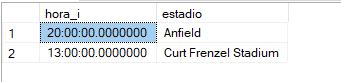 hora_i estadio
1 20:00:00.0000000 Anfield
2 13:00:00.0000000 Curt Frenzel Stadium